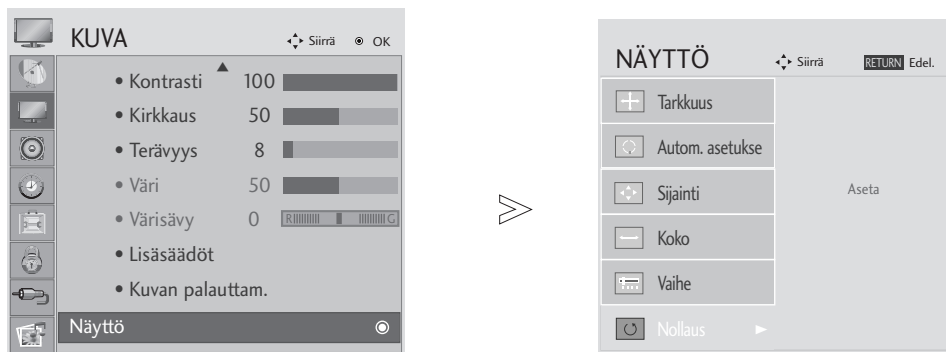 KUVA
Siirrä OK
• Kontrasti 100
• Kirkkaus 50
• Terävyys 8
• Väri 50
• Värisävy 0 R G
• Lisäsäädöt
• Kuvan palauttam.
Näyttö
NÄYTTÖ
Siirrä RETURN Edel.
Tarkkuus
Autom. asetukse
Sijainti
Koko
Vaihe
Nollaus
Aseta